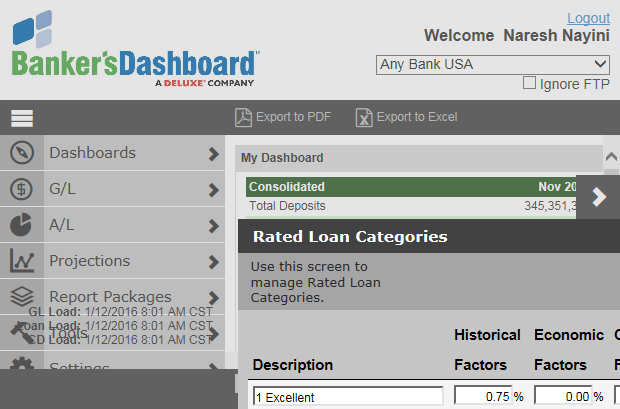 Logout
Welcome Naresh Nayini
Banker'sDashboard™
A DELUXE® COMPANY
Any Bank USA
Ignore FTP
Export to PDF Export to Excel
Dashboards
G/L
A/L
Projections
Report Packages
GL Load: 1/12/2016 8:01 AM CST
Loan Load: 1/12/2016 8:01 AM CST
Tools
CD Load: 1/12/2016 8:01 AM CST
Settings
My Dashboard
Consolidated Nov 20
Total Deposits 345,351,3
Rated Loan Categories
Use this screen to
manage Rated Loan
Categories.
Historical Economic
Description Factors Factors
1 Excellent 0.75 % 0.00 %